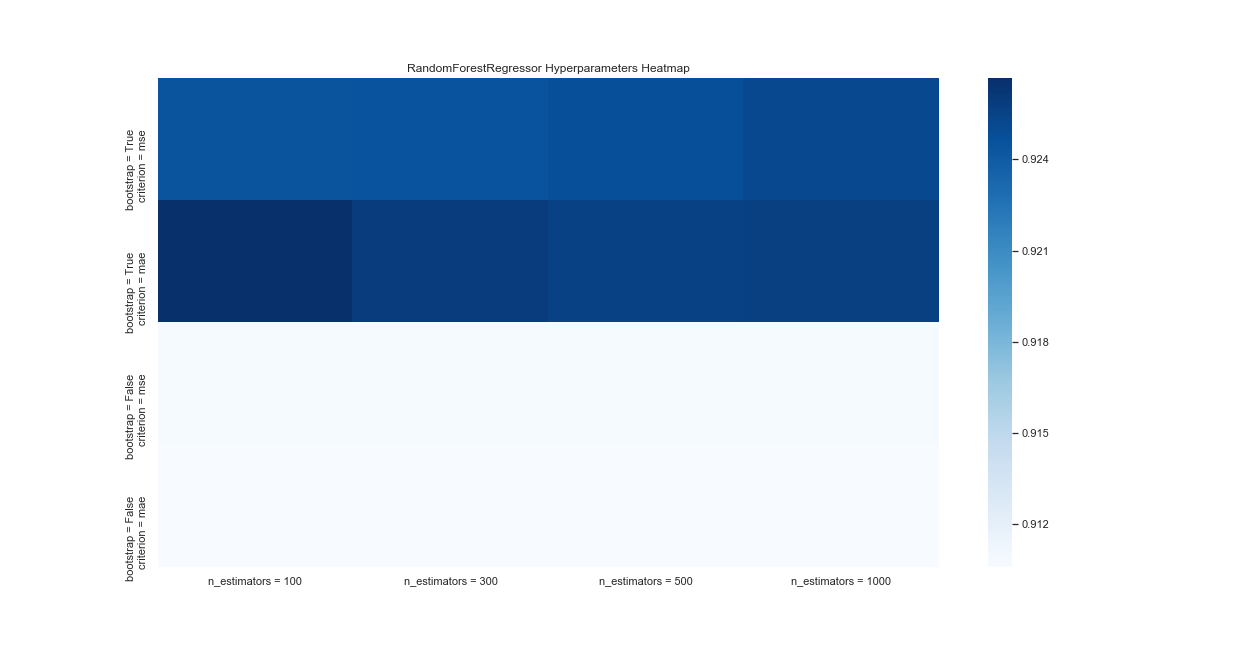 RandomForestRegressor Hyperparameters Heatmap
bootstrap = True
criterion = mse
bootstrap = True
criterion = mae
bootstrap = False
criterion = mse
bootstrap = False
criterion = mae
n_estimators = 100
n_estimators = 300
n_estimators = 500
n_estimators = 1000
0.924
0.921
0.918
0.915
0.912